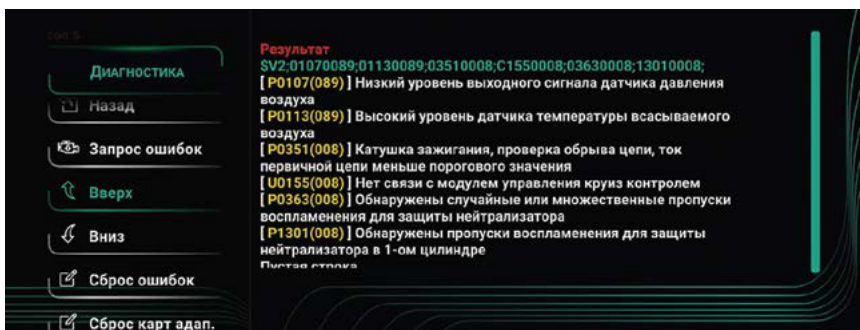 Диагностика
Назад
Запрос ошибок
Вверх
Вниз
Сброс ошибок
Сброс карт адап.
Результат
SV2;01070089;01130089;03510008;C1550008;03630008;13010008;
[ P0107(089) ] Низкий уровень выходного сигнала датчика давления
воздуха
[ P0113(089) ] Высокий уровень датчика температуры всасываемого
воздуха
[ P0351(008) ] Катушка зажигания, проверка обрыва цепи, ток
первичной цепи меньше порогового значения
[ U0155(008) ] Нет связи с модулем управления круиз контролем
[ P0363(008) ] Обнаружены случайные или множественные пропуски
воспламенения для защиты нейтрализатора
[ P1301(008) ] Обнаружены пропуски воспламенения для защиты
нейтрализатора в 1-ом цилиндре
Пустая строка